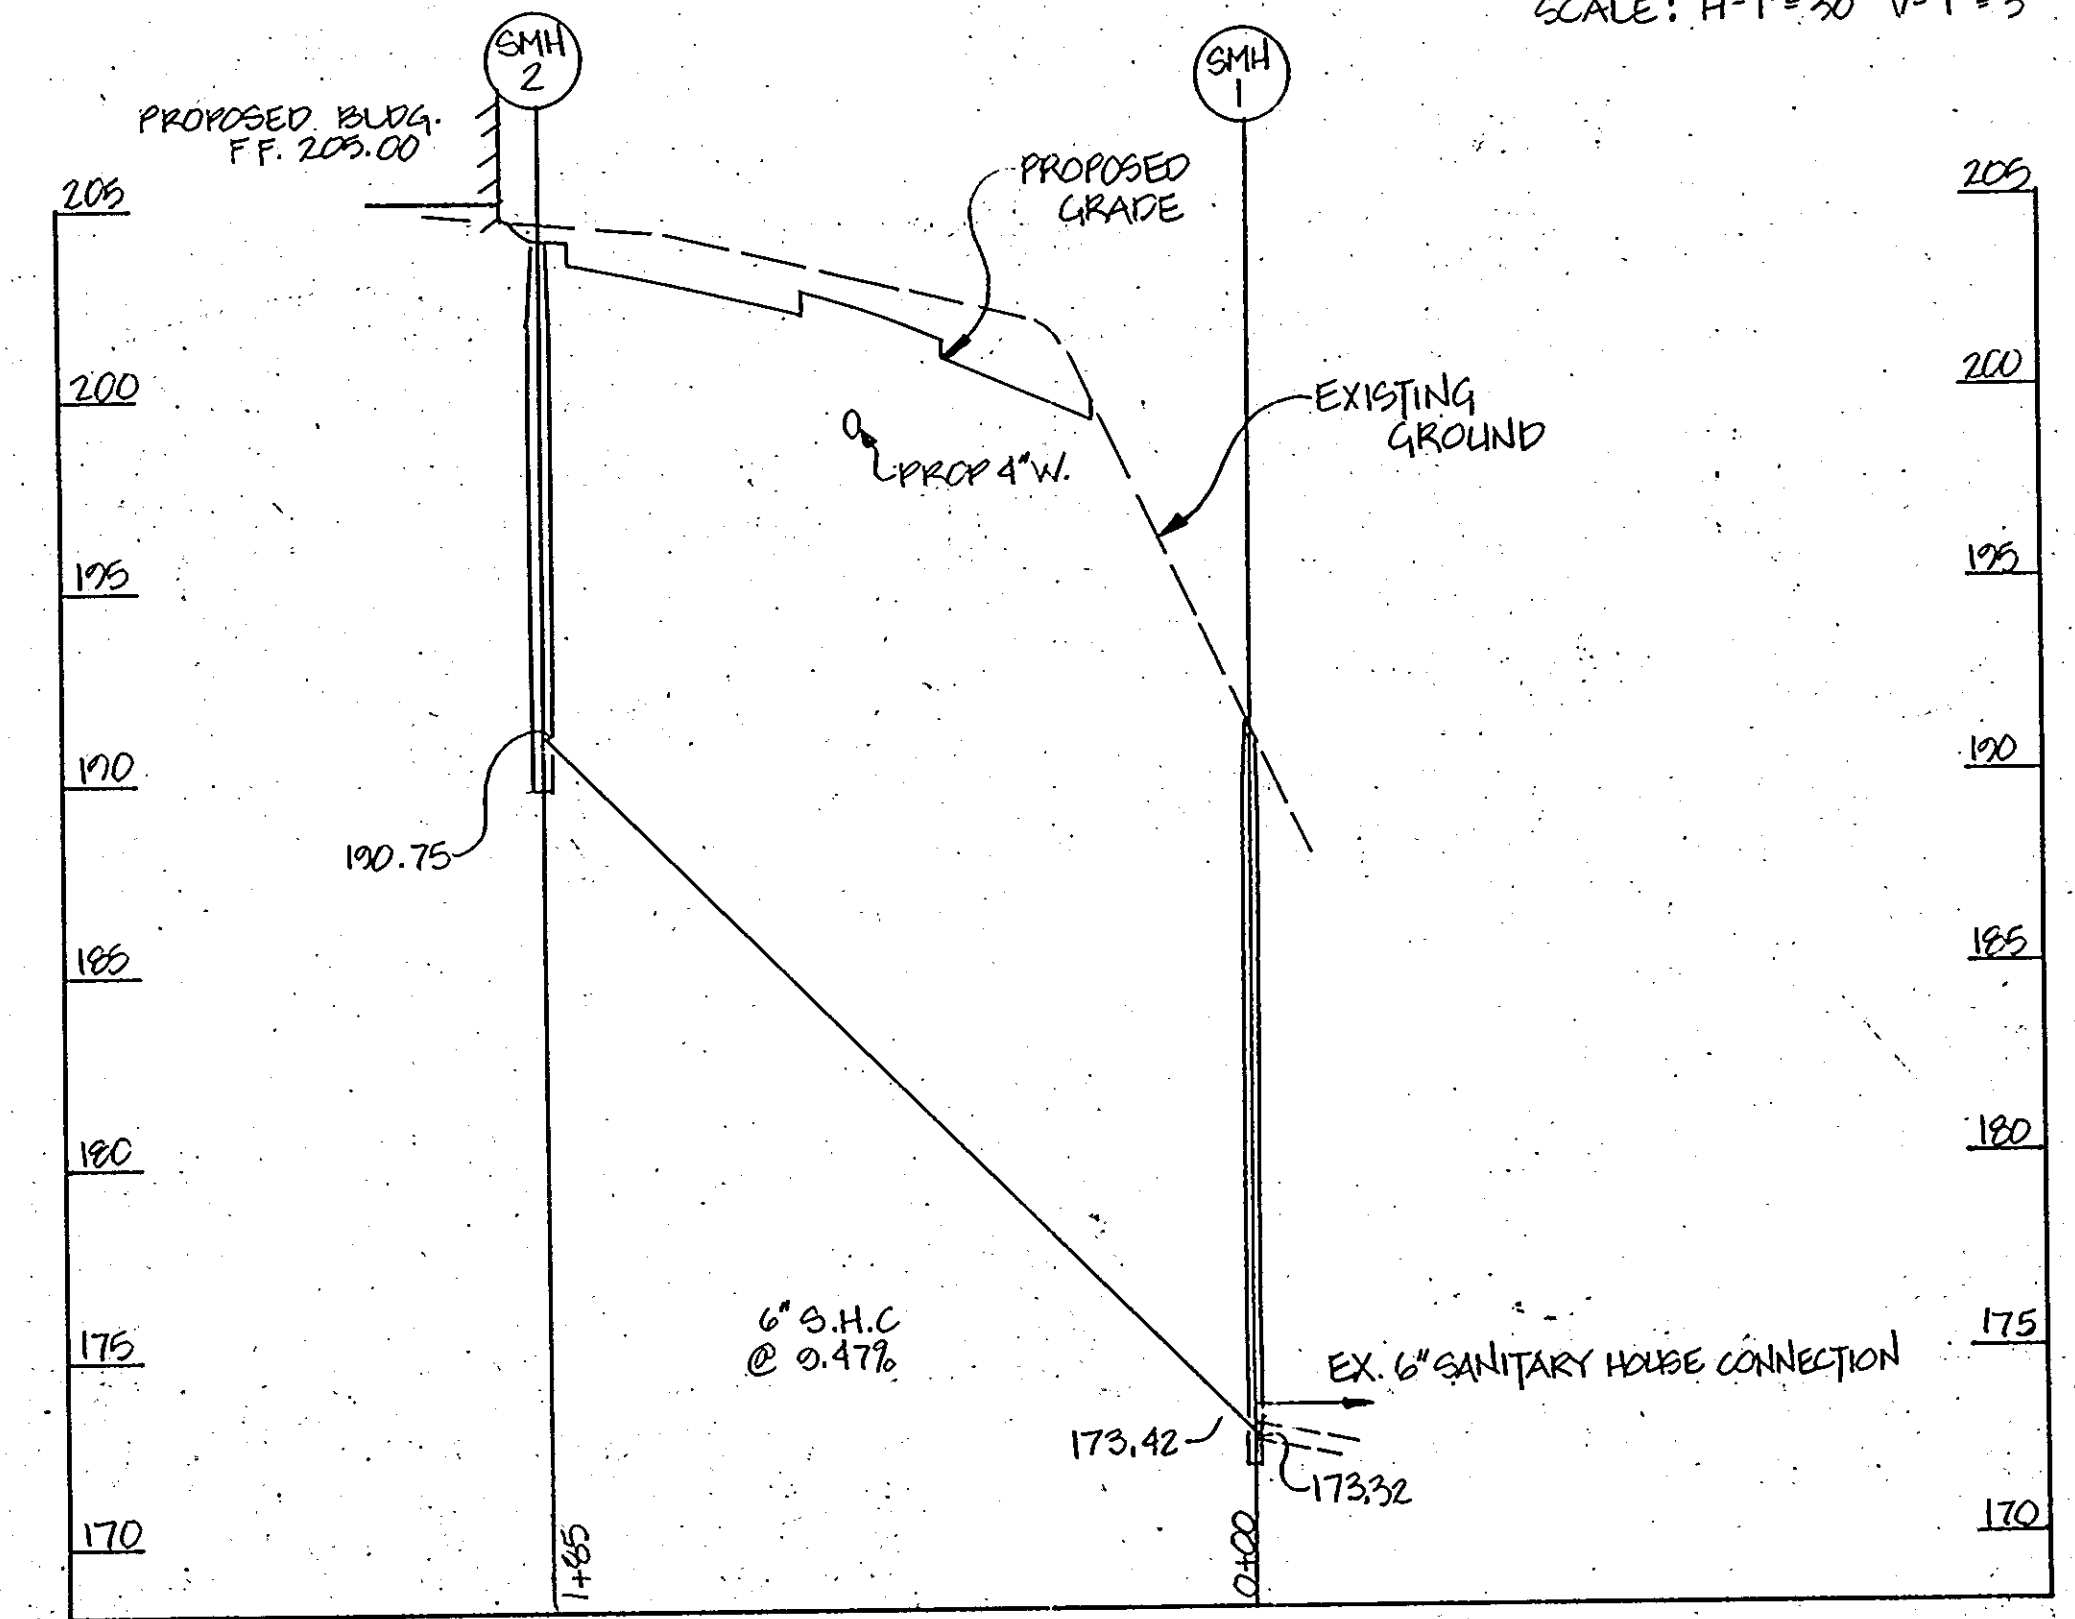 SCALE: H-1"=30' V-1"=5'
SMH
2
SMH
1
PROPOSED BLDG.
FF. 205.00
PROPOSED
GRADE
205
205
200
200
EXISTING
GROUND
PROP 4"W.
195
195
190
190
190.75
185
185
180
180
6" S.H.C
@ 9.47%
175
175
EX. 6" SANITARY HOUSE CONNECTION
173.42
173.32
170
170
1+85
0+00